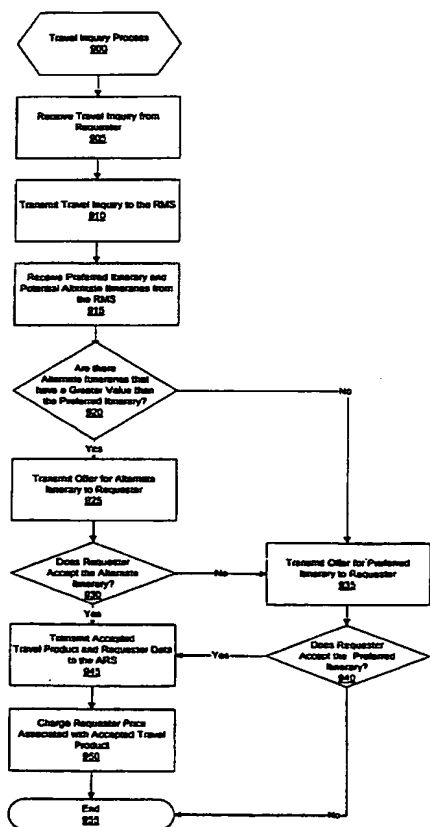 Travel Inquiry Process
900
Receive Travel Inquiry from
Requester
905
Transmit Travel Inquiry to the RMS
910
Receive Preferred Itinerary and
Potential Alternate Itineraries from
the RMS
915
Are there
Alternate Itineraries that
have a Greater Value than
the Preferred Itinerary?
920
No
Yes
Transmit Offer for Alternate
Itinerary to Requester
925
Does Requester
Accept the Alternate
Itinerary?
930
No
Transmit Offer for Preferred
Itinerary to Requester
935
Yes
Transmit Accepted
Travel Product and Requester Data
to the ARS
945
Yes
Does Requester
Accept the Preferred
Itinerary?
940
Charge Requester Price
Associated with Accepted Travel
Product
950
End
955
No